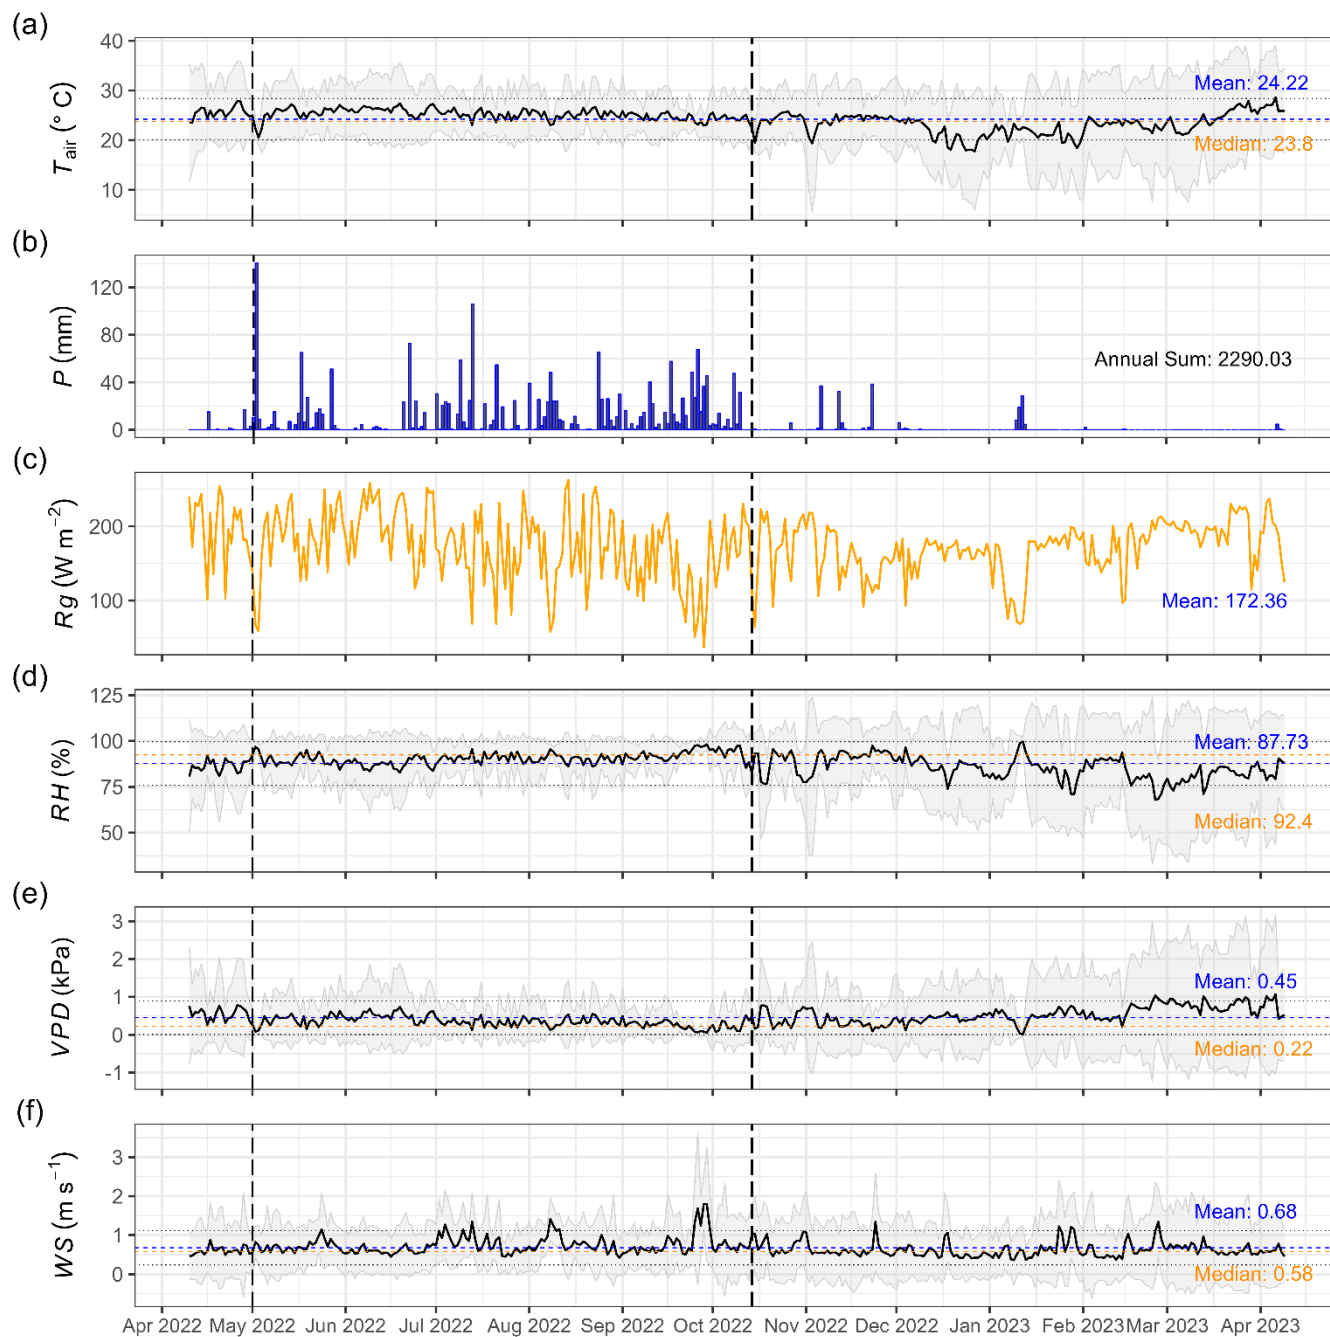 (a)
T air (° C)
40
30
20
10
Mean: 24.22
Median: 23.8
(b)
P (mm)
120
80
40
0
Annual Sum: 2290.03
(c)
Rg (W m⁻²)
200
100
Mean: 172.36
(d)
RH (%)
125
100
75
50
Mean: 87.73
Median: 92.4
(e)
VPD (kPa)
3
2
1
0
-1
Mean: 0.45
Median: 0.22
(f)
WS (m s⁻¹)
3
2
1
0
Mean: 0.68
Median: 0.58
Apr 2022 May 2022 Jun 2022 Jul 2022 Aug 2022 Sep 2022 Oct 2022 Nov 2022 Dec 2022 Jan 2023 Feb 2023 Mar 2023 Apr 2023